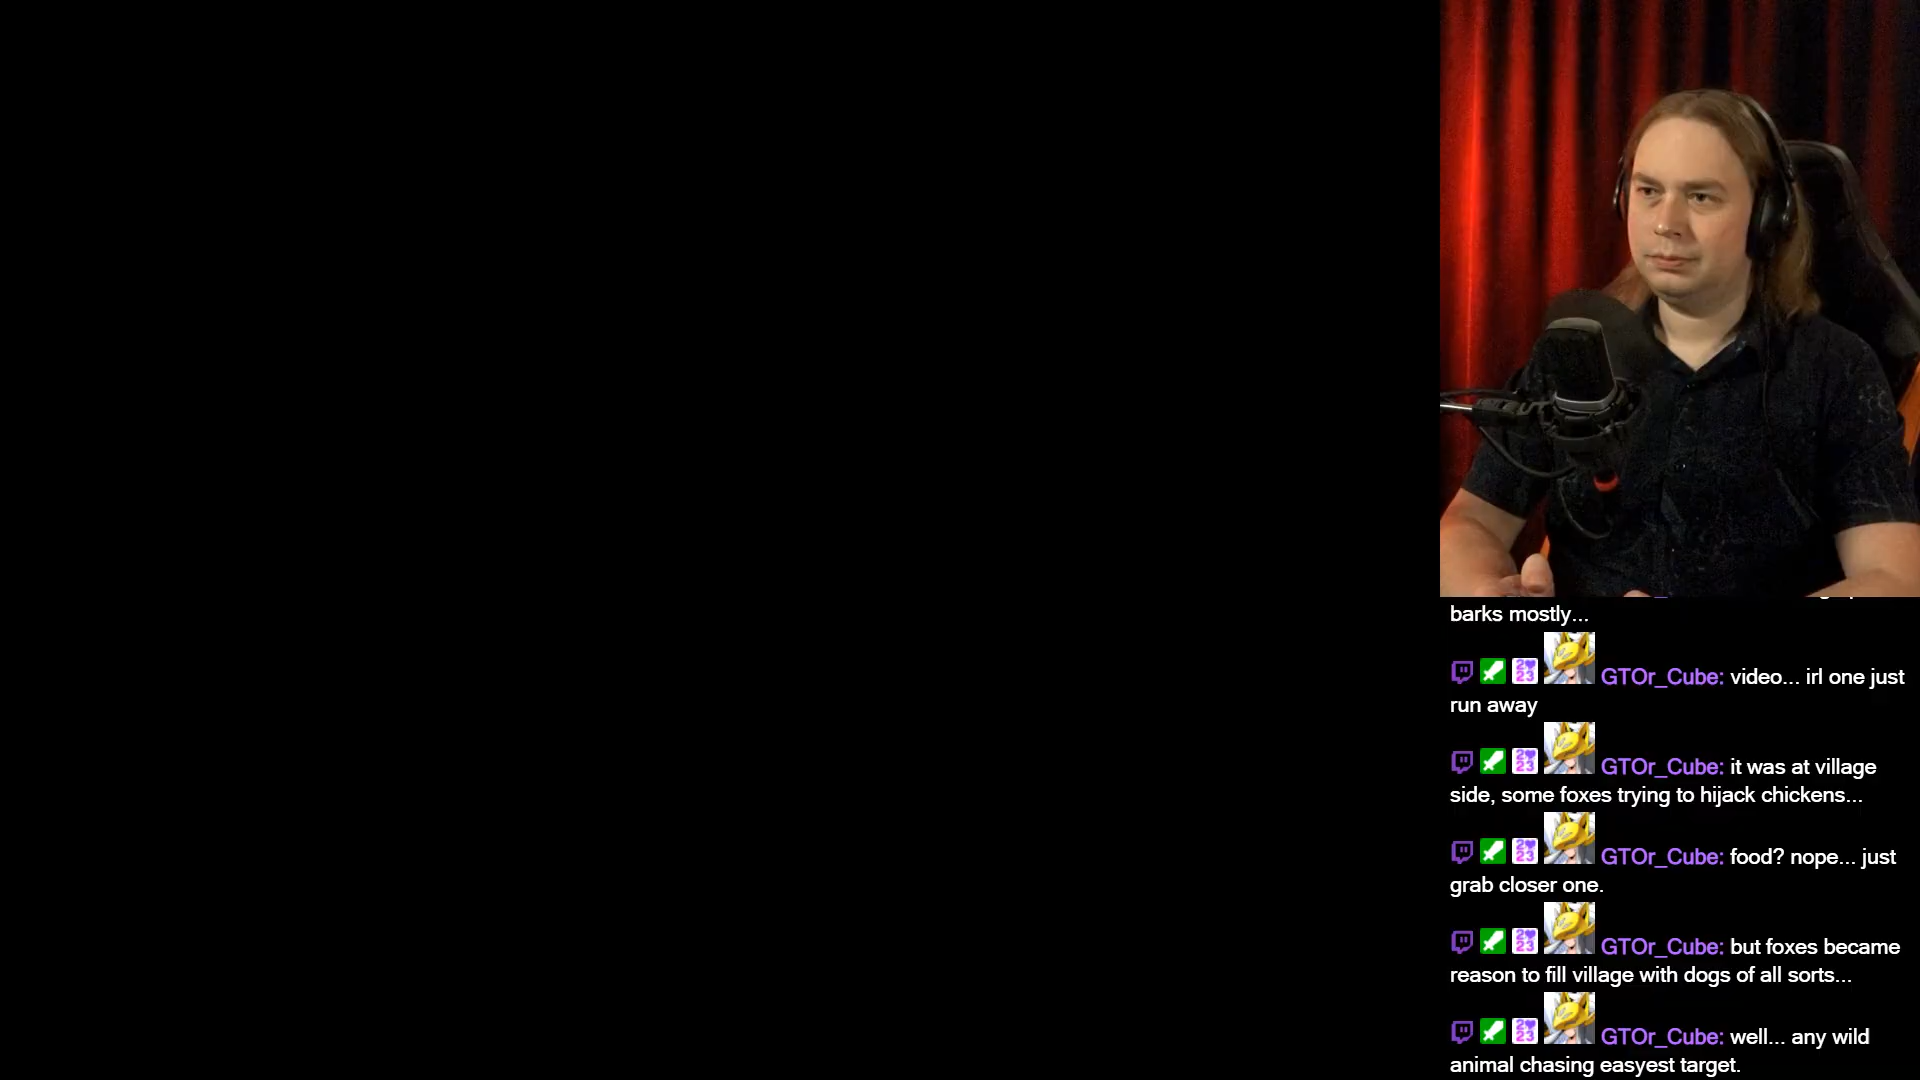 barks mostly...
GTOr_Cube: video... irl one just
run away
GTOr_Cube: it was at village
side, some foxes trying to hijack chickens...
GTOr_Cube: food? nope... just
grab closer one.
GTOr_Cube: but foxes became
reason to fill village with dogs of all sorts...
GTOr_Cube: well... any wild
animal chasing easyest target.